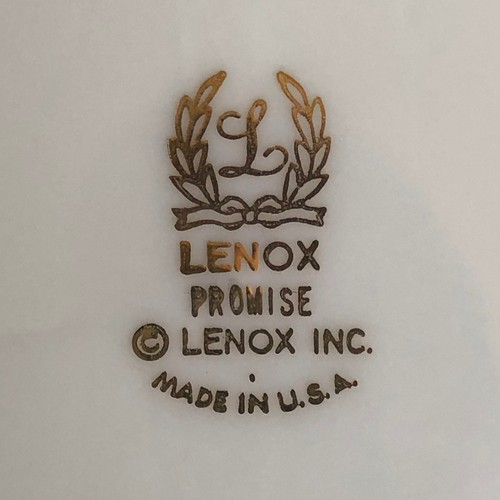 L
LENOX
PROMISE
© LENOX INC.
MADE IN U.S.A.